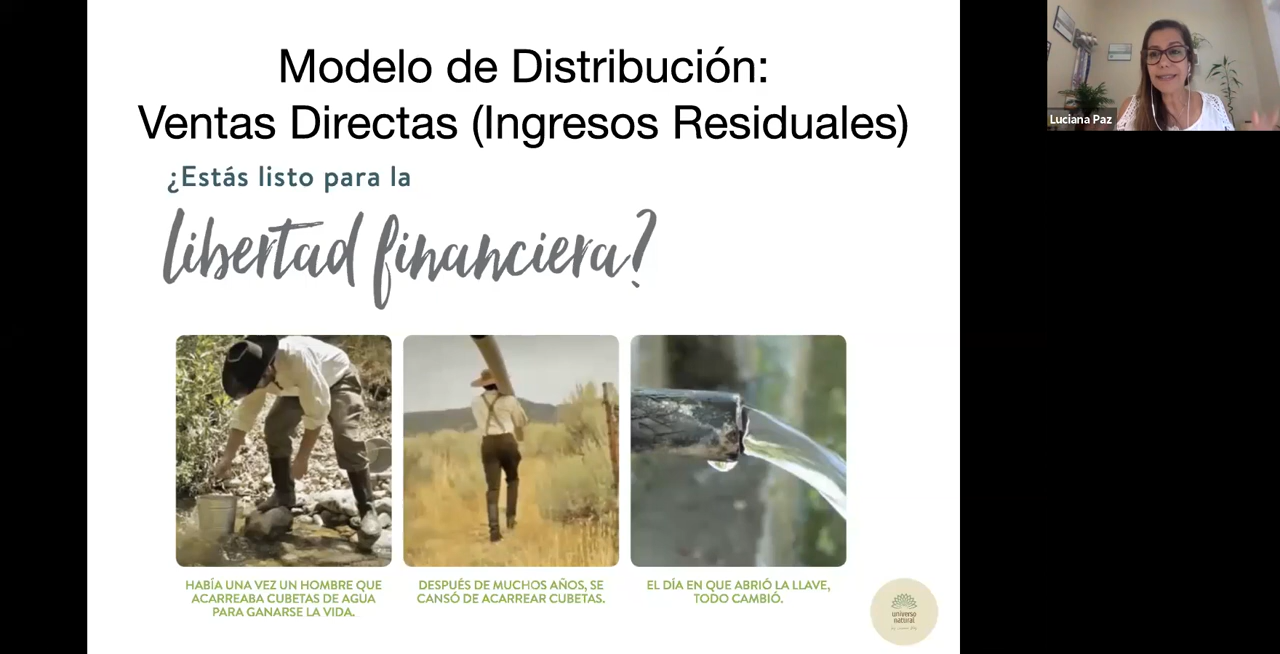 Modelo de Distribución:
Ventas Directas (Ingresos Residuales)
¿Estás listo para la
libertad financiera?
HABÍA UNA VEZ UN HOMBRE QUE
ACARREABA CUBETAS DE AGUA
PARA GANARSE LA VIDA.
DESPUÉS DE MUCHOS AÑOS, SE
CANSÓ DE ACARREAR CUBETAS.
EL DÍA EN QUE ABRIÓ LA LLAVE,
TODO CAMBIÓ.
universo
natural
Luciana Paz